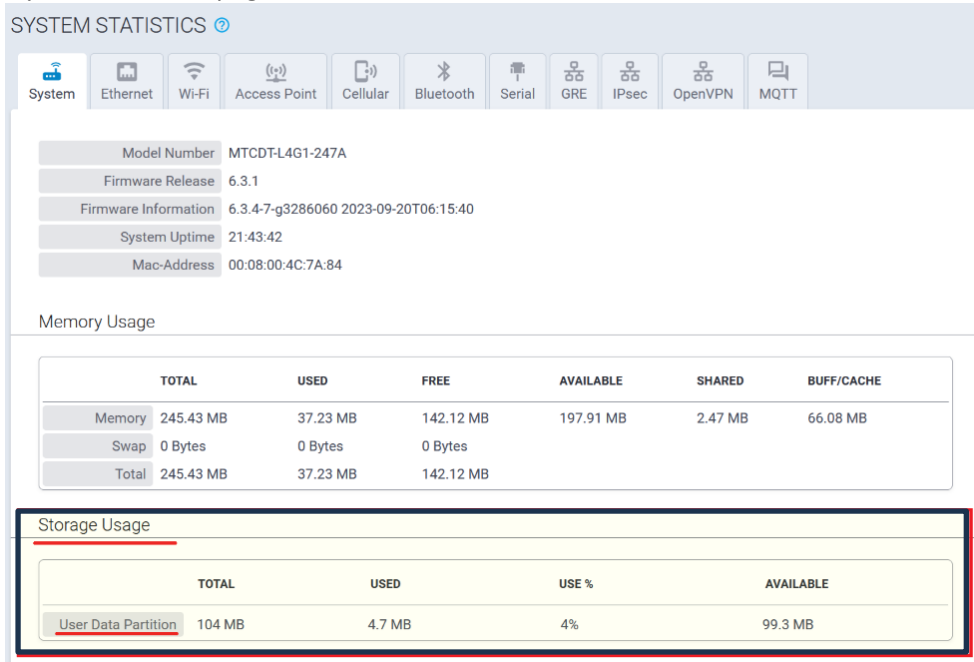 SYSTEM STATISTICS ?
System Ethernet Wi-Fi Access Point Cellular Bluetooth Serial GRE IPsec OpenVPN MQTT
Model Number MTCDT-L4G1-247A
Firmware Release 6.3.1
Firmware Information 6.3.4-7-g3286060 2023-09-20T06:15:40
System Uptime 21:43:42
Mac-Address 00:08:00:4C:7A:84
Memory Usage
TOTAL USED FREE AVAILABLE SHARED BUFF/CACHE
Memory 245.43 MB 37.23 MB 142.12 MB 197.91 MB 2.47 MB 66.08 MB
Swap 0 Bytes 0 Bytes 0 Bytes
Total 245.43 MB 37.23 MB 142.12 MB
Storage Usage
TOTAL USED USE % AVAILABLE
User Data Partition 104 MB 4.7 MB 4% 99.3 MB